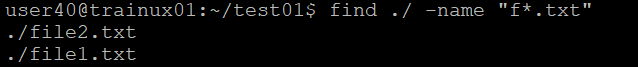 user40@trainux01:~/test01$ find ./ -name "f*.txt"
./file2.txt
./file1.txt